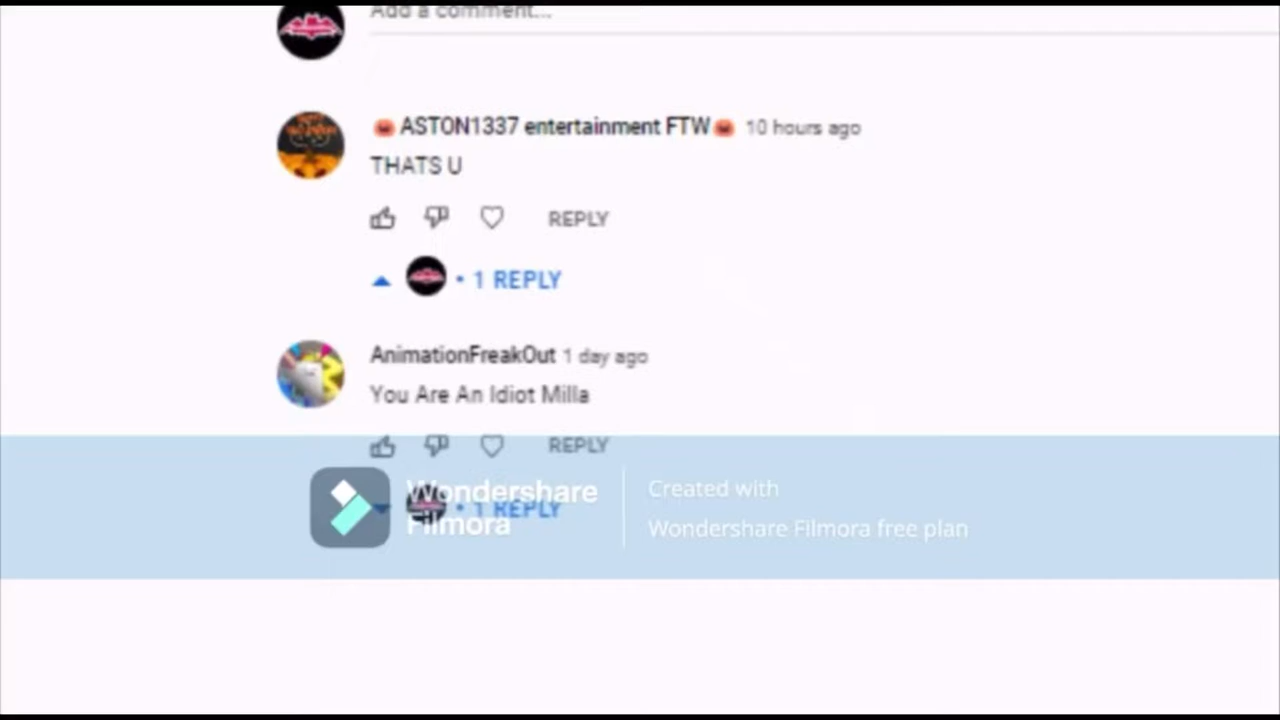 Add a comment...
ASTON1337 entertainment FTW 10 hours ago
THATS U
REPLY
• 1 REPLY
AnimationFreakOut 1 day ago
You Are An Idiot Milla
REPLY
• 1 REPLY
Wondershare
Filmora
Created with
Wondershare Filmora free plan